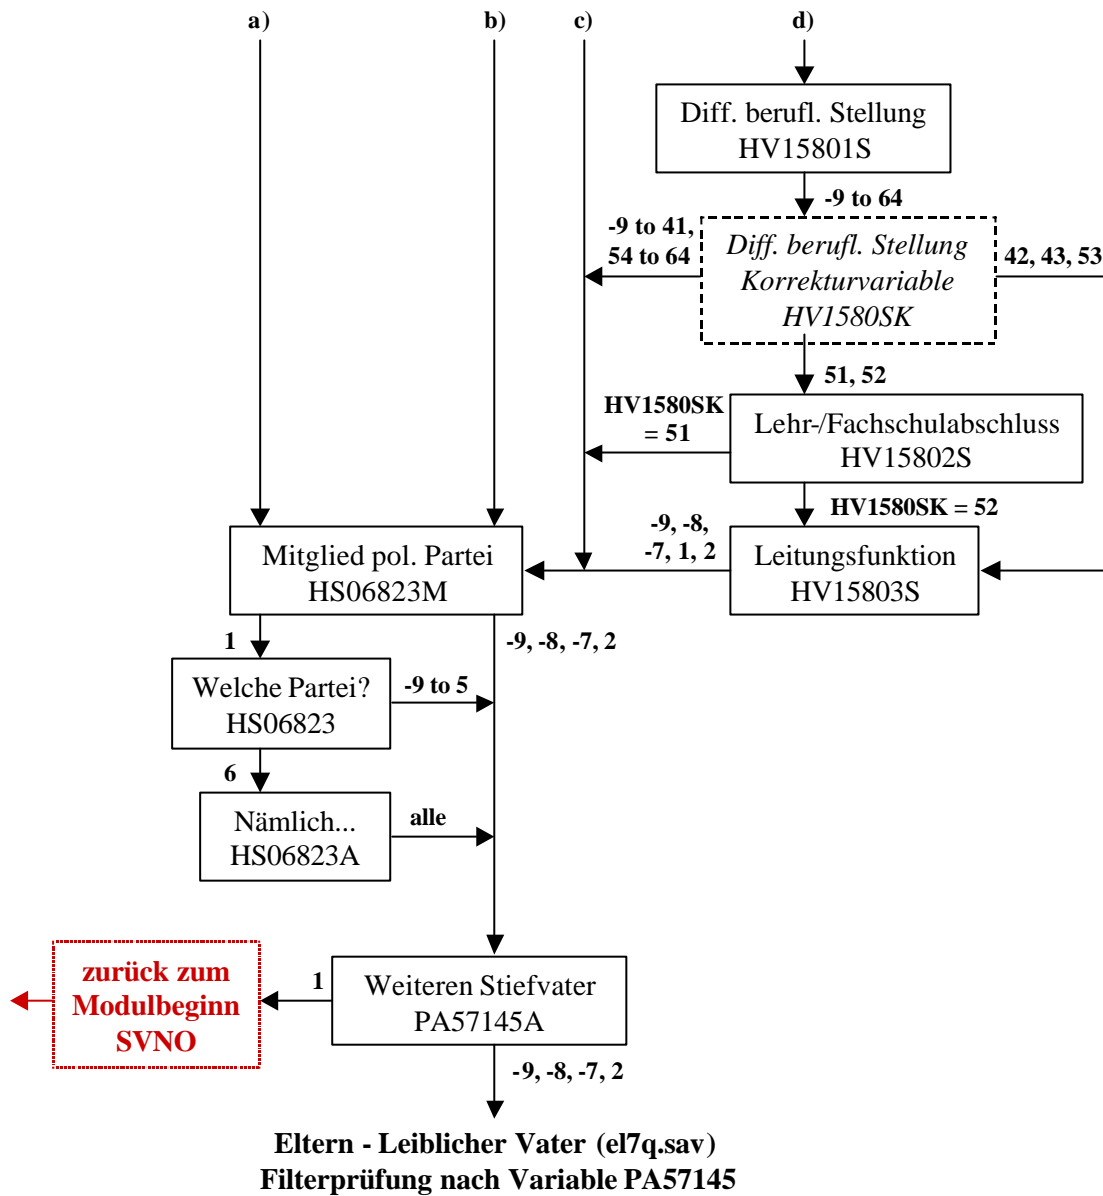 a)
b)
c)
d)
Diff. berufl. Stellung
HV15801S
-9 to 64
-9 to 41,
54 to 64
Diff. berufl. Stellung
Korrekturvariable
HV1580SK
42, 43, 53
51, 52
HV1580SK
= 51
Lehr-/Fachschulabschluss
HV15802S
HV1580SK = 52
-9, -8,
-7, 1, 2
Leitungsfunktion
HV15803S
Mitglied pol. Partei
HS06823M
1
-9, -8, -7, 2
Welche Partei?
HS06823
-9 to 5
6
Nämlich...
HS06823A
alle
zurück zum
Modulbeginn
SVNO
1
Weiteren Stiefvater
PA57145A
-9, -8, -7, 2
Eltern - Leiblicher Vater (el7q.sav)
Filterprüfung nach Variable PA57145